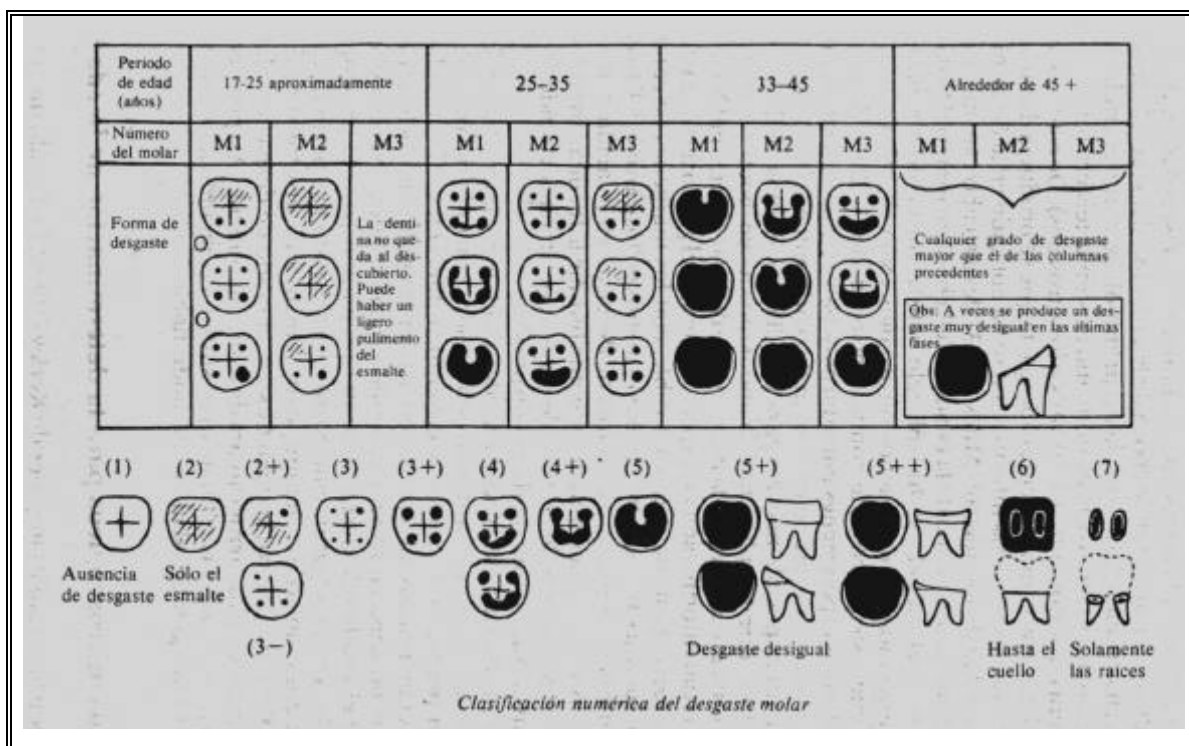 Periodo de edad (años)
17-25 aproximadamente
25-35
33-45
Alrededor de 45 +
Número del molar
M1 M2 M3 M1 M2 M3 M1 M2 M3 M1 M2 M3
Forma de desgaste
La denti-
na no que-
da al des-
cubierto.
Puede
haber un
ligero
pulimento
del
esmalte
Cualquier grado de desgaste
mayor que el de las columnas
precedentes
Obs: A veces se produce un des-
gaste muy desigual en las últimas
fases
(1) (2) (2+) (3) (3+) (4) (4+) (5) (5+) (5++) (6) (7)
Ausencia
de desgaste
Sólo el
esmalte
(3-)
Desgaste desigual
Hasta el
cuello
Solamente
las raices
Clasificación numérica del desgaste molar